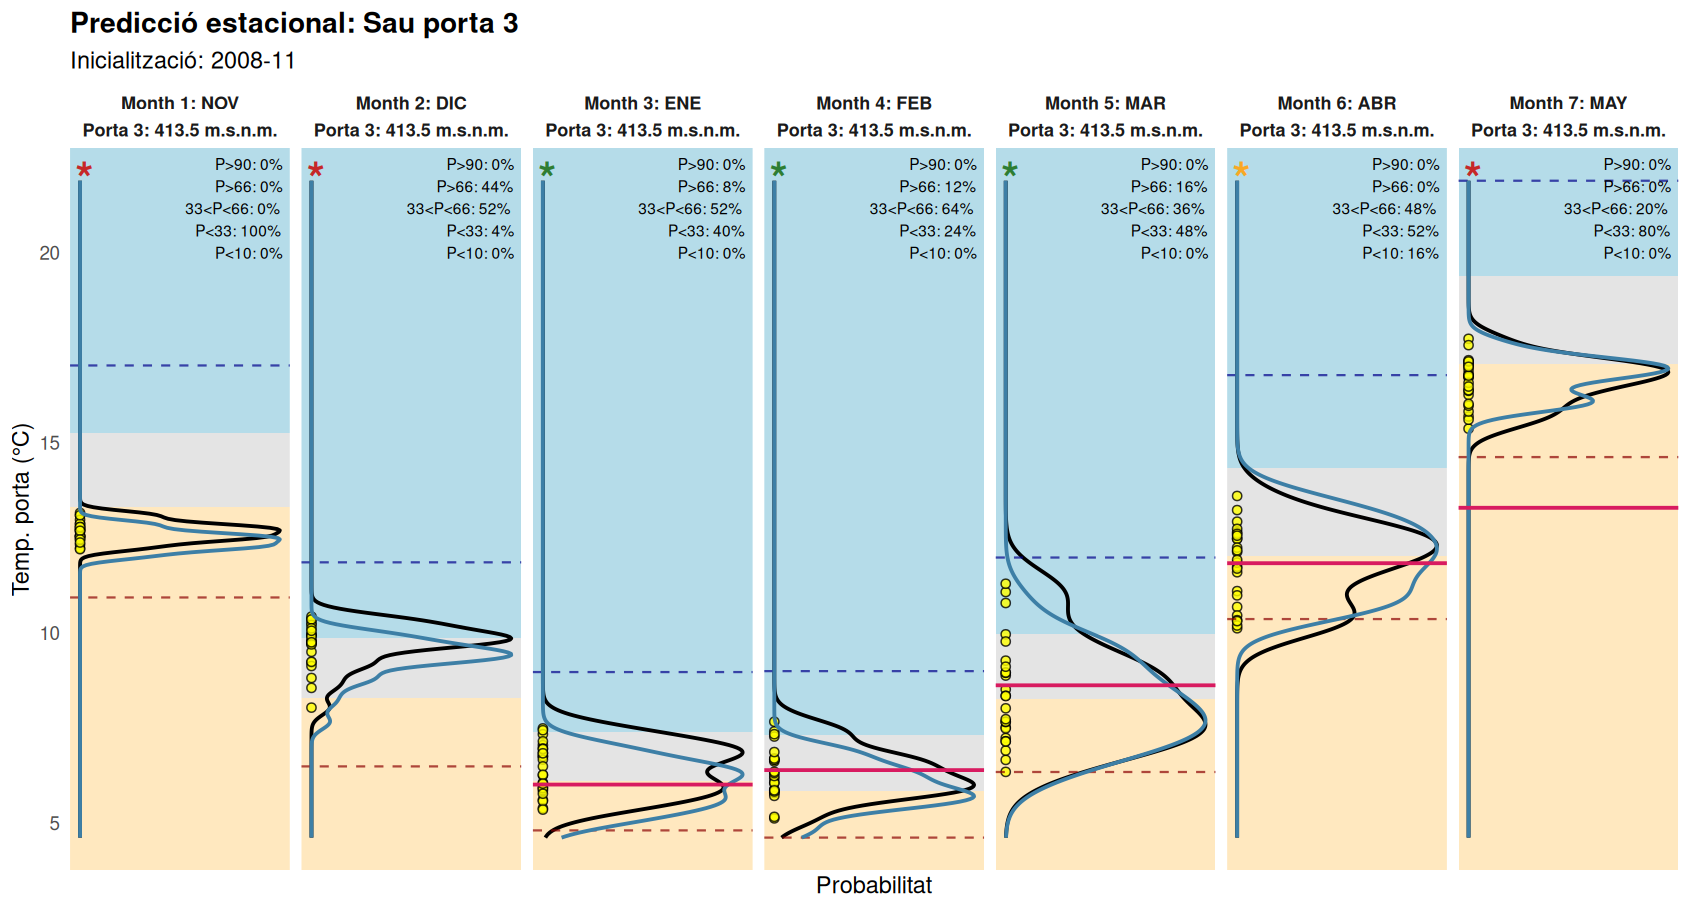 Predicció estacional: Sau porta 3
Inicialització: 2008-11
Month 1: NOV
Porta 3: 413.5 m.s.n.m.
Month 2: DIC
Porta 3: 413.5 m.s.n.m.
Month 3: ENE
Porta 3: 413.5 m.s.n.m.
Month 4: FEB
Porta 3: 413.5 m.s.n.m.
Month 5: MAR
Porta 3: 413.5 m.s.n.m.
Month 6: ABR
Porta 3: 413.5 m.s.n.m.
Month 7: MAY
Porta 3: 413.5 m.s.n.m.
*
P>90: 0%
P>66: 0%
33<P<66: 0%
P<33: 100%
P<10: 0%
*
P>90: 0%
P>66: 44%
33<P<66: 52%
P<33: 4%
P<10: 0%
*
P>90: 0%
P>66: 8%
33<P<66: 52%
P<33: 40%
P<10: 0%
*
P>90: 0%
P>66: 12%
33<P<66: 64%
P<33: 24%
P<10: 0%
*
P>90: 0%
P>66: 16%
33<P<66: 36%
P<33: 48%
P<10: 0%
*
P>90: 0%
P>66: 0%
33<P<66: 48%
P<33: 52%
P<10: 16%
*
P>90: 0%
P>66: 0%
33<P<66: 20%
P<33: 80%
P<10: 0%
20
15
10
5
Temp. porta (°C)
Probabilitat